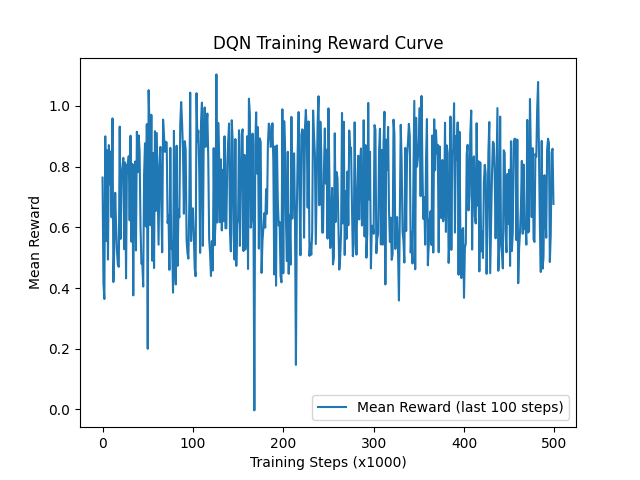 DQN Training Reward Curve
Mean Reward
1.0
0.8
0.6
0.4
0.2
0.0
Mean Reward (last 100 steps)
0 100 200 300 400 500
Training Steps (x1000)